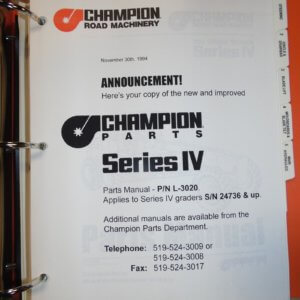 CHAMPION
ROAD MACHINERY
Series IV
November 30th, 1994
ANNOUNCEMENT!
Here's your copy of the new and improved
CHAMPION
PARTS
Series IV
Parts Manual - P/N L-3020.
Applies to Series IV graders S/N 24736 & up.
Additional manuals are available from the
Champion Parts Department.
Telephone: 519-524-3009 or
519-524-3008
Fax: 519-524-3017